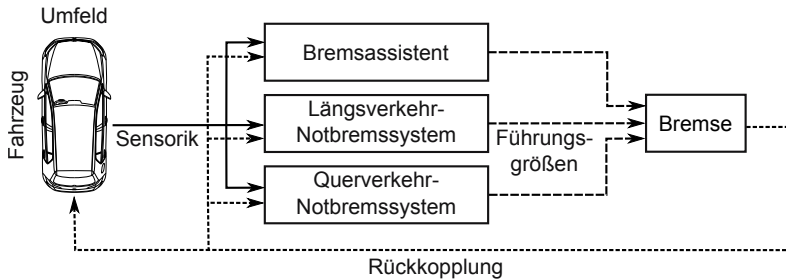 Umfeld
Fahrzeug
Sensorik
Bremsassistent
Längsverkehr-
Notbremssystem
Querverkehr-
Notbremssystem
Führungs-
größen
Bremse
Rückkopplung